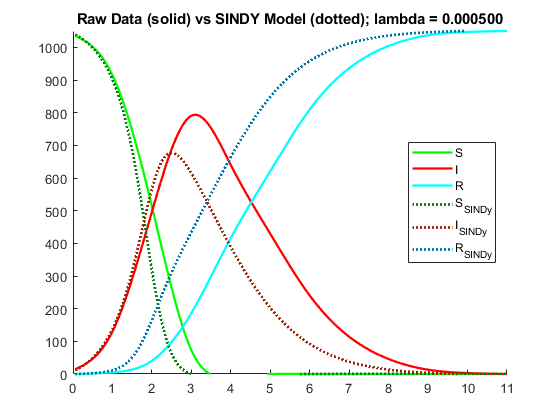 Raw Data (solid) vs SINDY Model (dotted); lambda = 0.000500
1000
900
800
700
600
500
400
300
200
100
0
S
I
R
S_SINDy
I_SINDy
R_SINDy
0 1 2 3 4 5 6 7 8 9 10 11